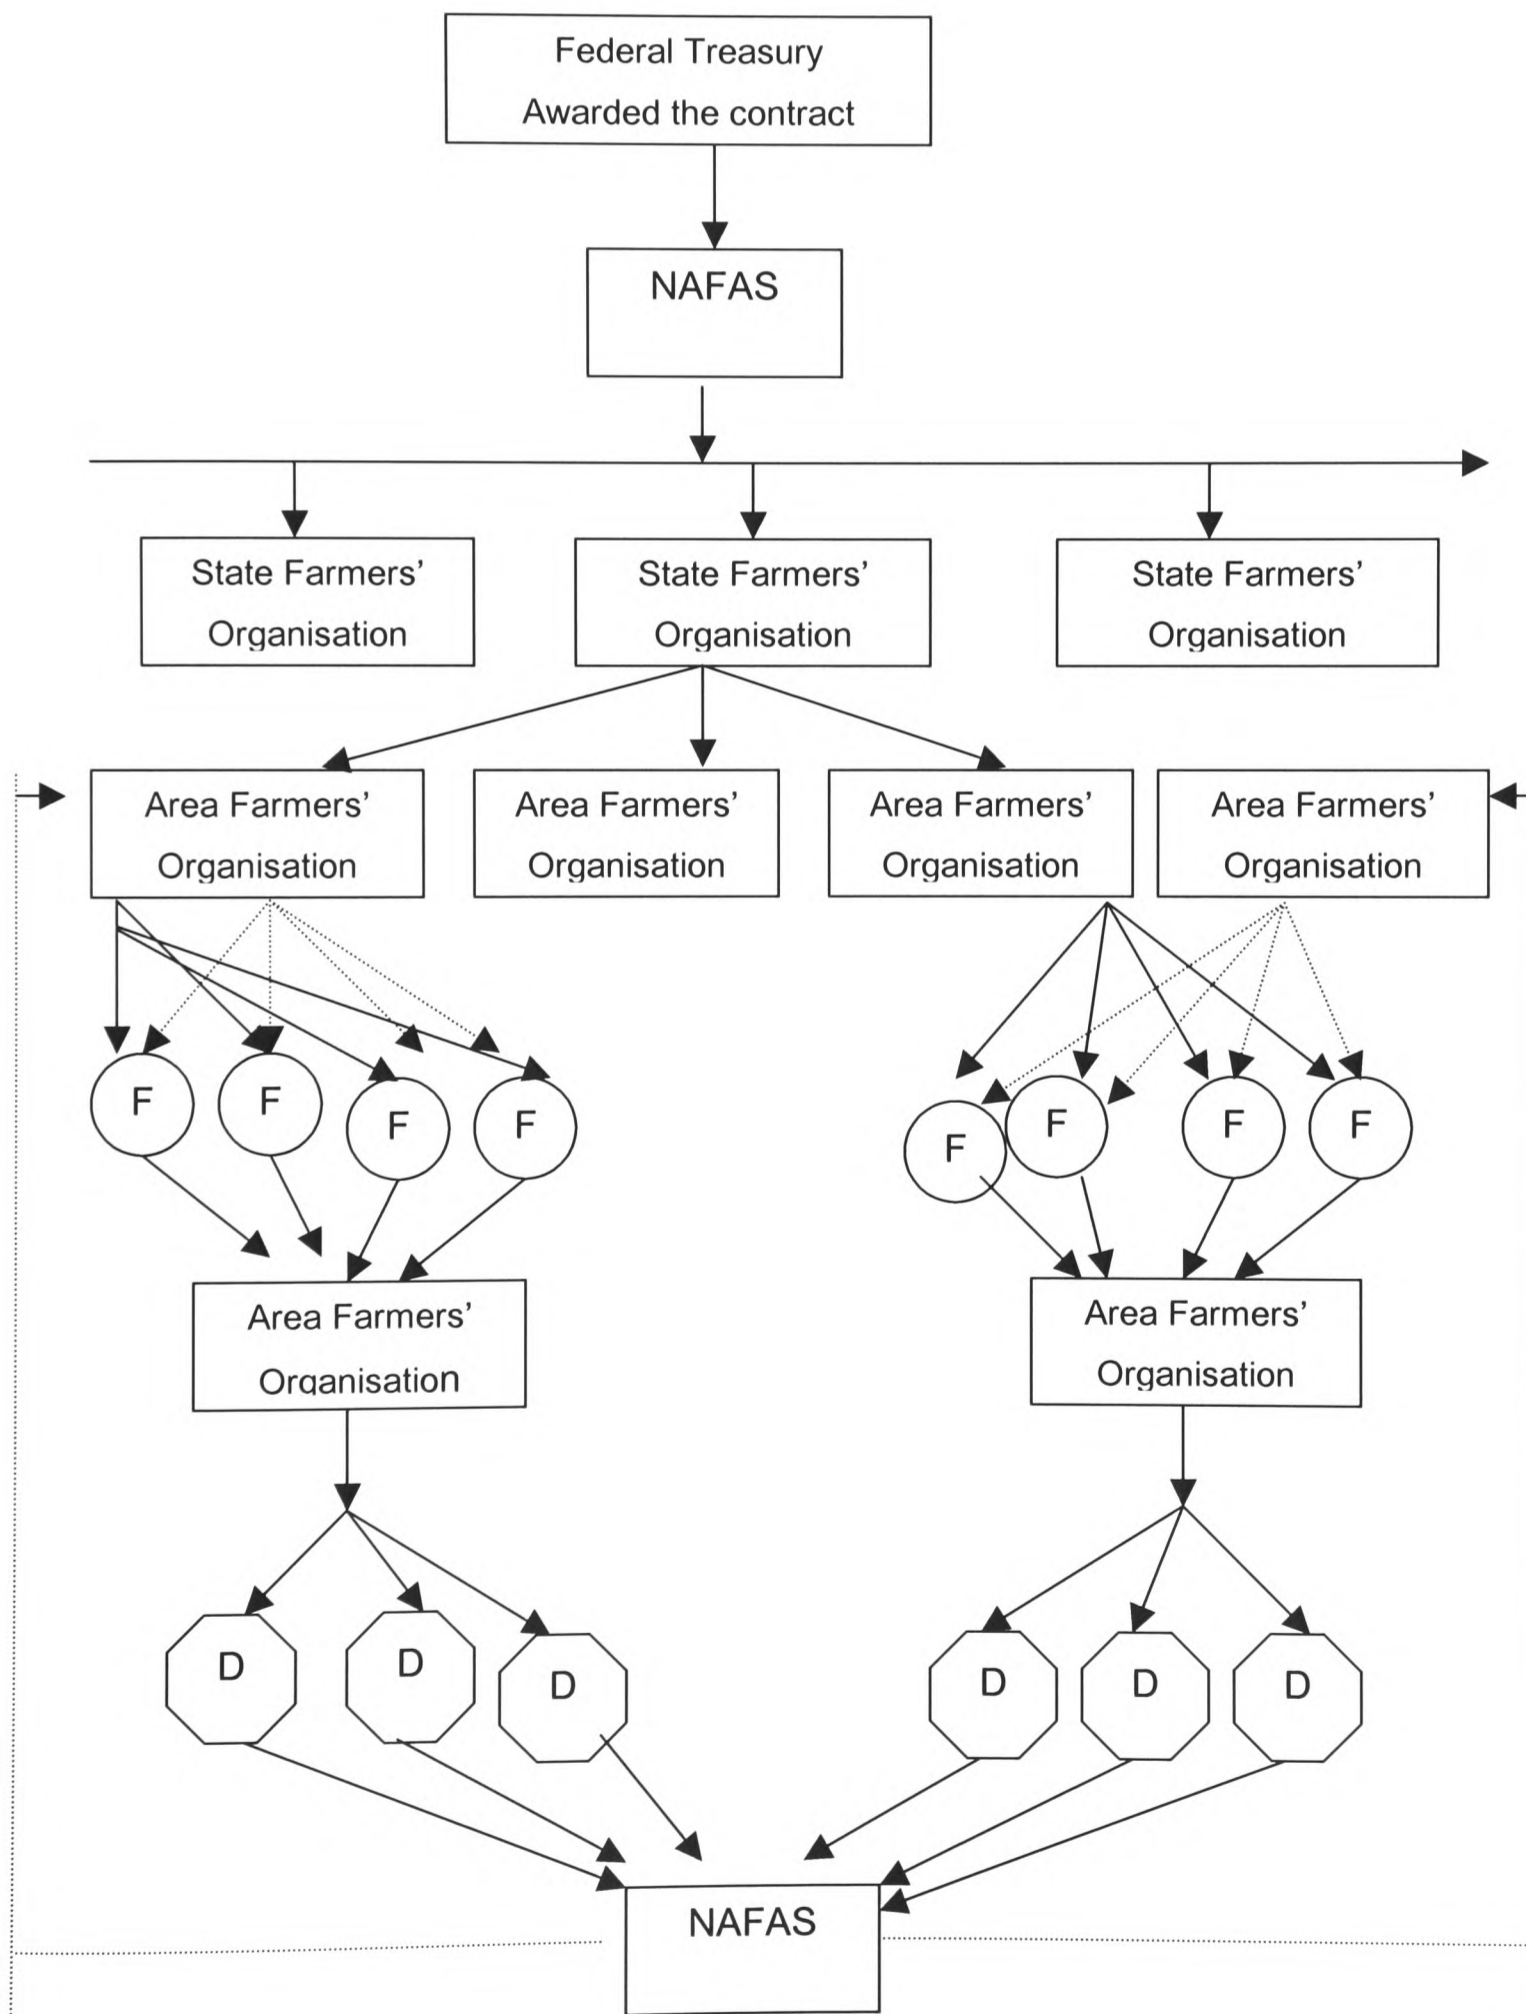 Federal Treasury
Awarded the contract
NAFAS
State Farmers’
Organisation
State Farmers’
Organisation
State Farmers’
Organisation
Area Farmers’
Organisation
Area Farmers’
Organisation
Area Farmers’
Organisation
Area Farmers’
Organisation
F
F
F
F
F
F
F
F
Area Farmers’
Organisation
Area Farmers’
Organisation
D
D
D
D
D
D
NAFAS